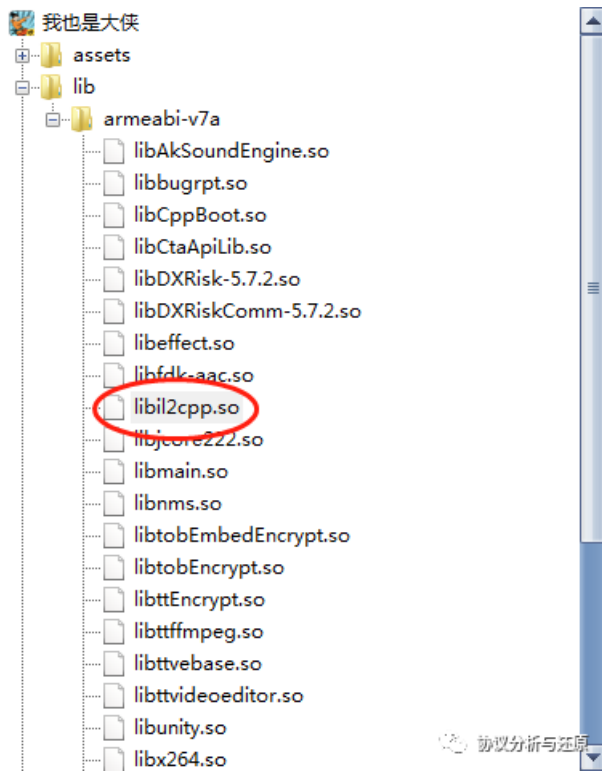 我也是大侠
assets
lib
armeabi-v7a
libAkSoundEngine.so
libbugrpt.so
libCppBoot.so
libCtaApiLib.so
libDXRisk-5.7.2.so
libDXRiskComm-5.7.2.so
libeffect.so
libfdk-aac.so
libil2cpp.so
libjcore222.so
libmain.so
libnms.so
libtobEmbedEncrypt.so
libtobEncrypt.so
libttEncrypt.so
libttffmpeg.so
libttvebase.so
libttvideoeditor.so
libunity.so
协议分析与还原
libx264.so